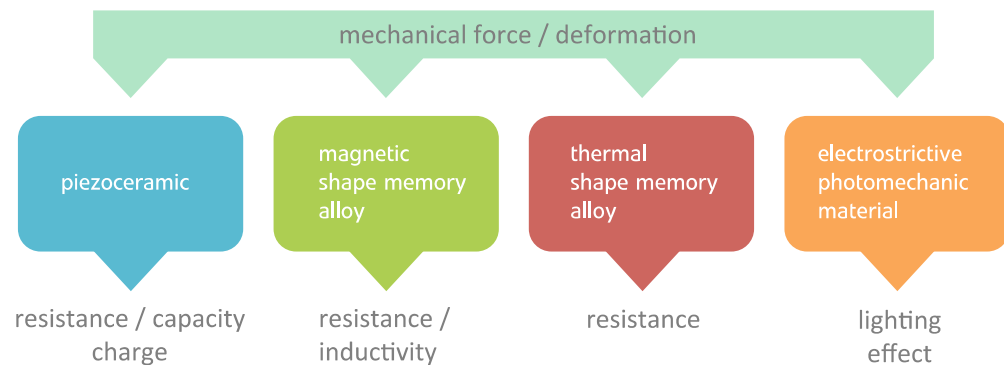 mechanical force / deformation
piezoceramic
magnetic
shape memory
alloy
thermal
shape memory
alloy
electrostrictive
photomechanic
material
resistance / capacity
charge
resistance /
inductivity
resistance
lighting
effect